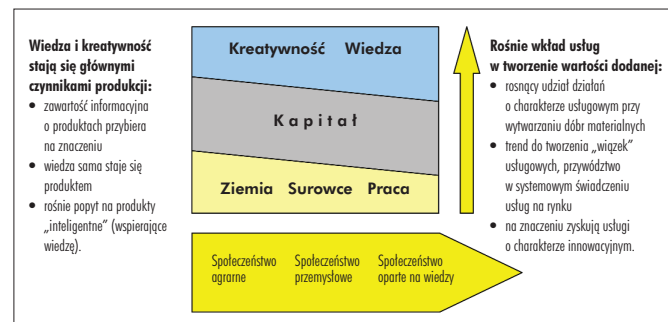 Wiedza i kreatywność
stają się głównymi
czynnikami produkcji:
• zawartość informacyjna
o produktach przybiera
na znaczeniu
• wiedza sama staje się
produktem
• rośnie popyt na produkty
„inteligentne” (wspierające
wiedzę).
Kreatywność Wiedza
Kapitał
Ziemia Surowce Praca
Społeczeństwo
agrarne
Społeczeństwo
przemysłowe
Społeczeństwo
oparte na wiedzy
Rośnie wkład usług
w tworzenie wartości dodanej:
• rosnący udział działań
o charakterze usługowym przy
wytwarzaniu dóbr materialnych
• trend do tworzenia „wiązek”
usługowych, przywództwo
w systemowym świadczeniu
usług na rynku
• na znaczeniu zyskują usługi
o charakterze innowacyjnym.